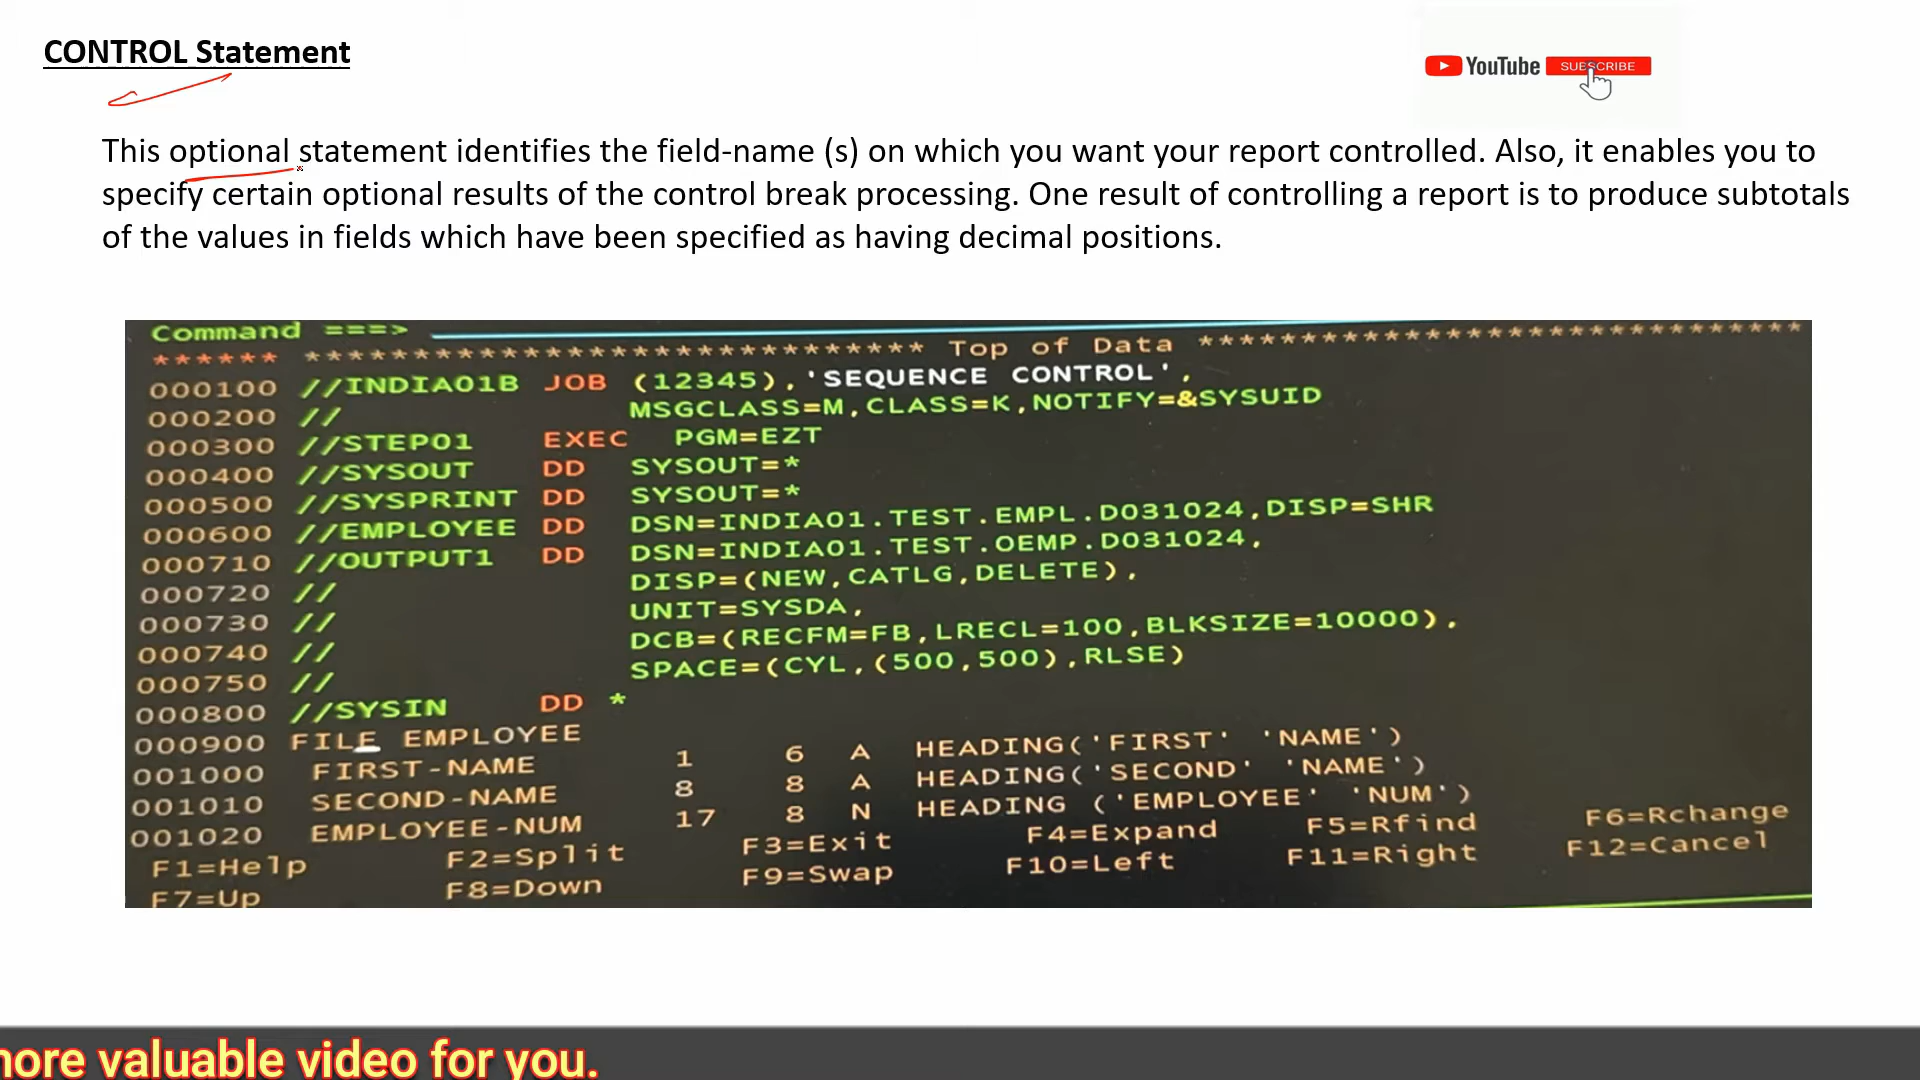 CONTROL Statement
YouTube SUBSCRIBE
This optional statement identifies the field-name (s) on which you want your report controlled. Also, it enables you to
specify certain optional results of the control break processing. One result of controlling a report is to produce subtotals
of the values in fields which have been specified as having decimal positions.
Command ===>
****** ****************************** Top of Data ********************************
000100 //INDIA01B JOB (12345),'SEQUENCE CONTROL',
000200 // MSGCLASS=M,CLASS=K,NOTIFY=&SYSUID
000300 //STEP01 EXEC PGM=EZT
000400 //SYSOUT DD SYSOUT=*
000500 //SYSPRINT DD SYSOUT=*
000600 //EMPLOYEE DD DSN=INDIA01.TEST.EMPL.D031024,DISP=SHR
000710 //OUTPUT1 DD DSN=INDIA01.TEST.OEMP.D031024,
000720 // DISP=(NEW,CATLG,DELETE),
000730 // UNIT=SYSDA,
000740 // DCB=(RECFM=FB,LRECL=100,BLKSIZE=10000),
000750 // SPACE=(CYL,(500,500),RLSE)
000800 //SYSIN DD *
000900 FILE EMPLOYEE
001000 FIRST-NAME 1 6 A HEADING('FIRST' 'NAME')
001010 SECOND-NAME 8 8 A HEADING('SECOND' 'NAME')
001020 EMPLOYEE-NUM 17 8 N HEADING ('EMPLOYEE' 'NUM')
F1=Help F2=Split F3=Exit F4=Expand F5=Rfind F6=Rchange
F7=Up F8=Down F9=Swap F10=Left F11=Right F12=Cancel
more valuable video for you.